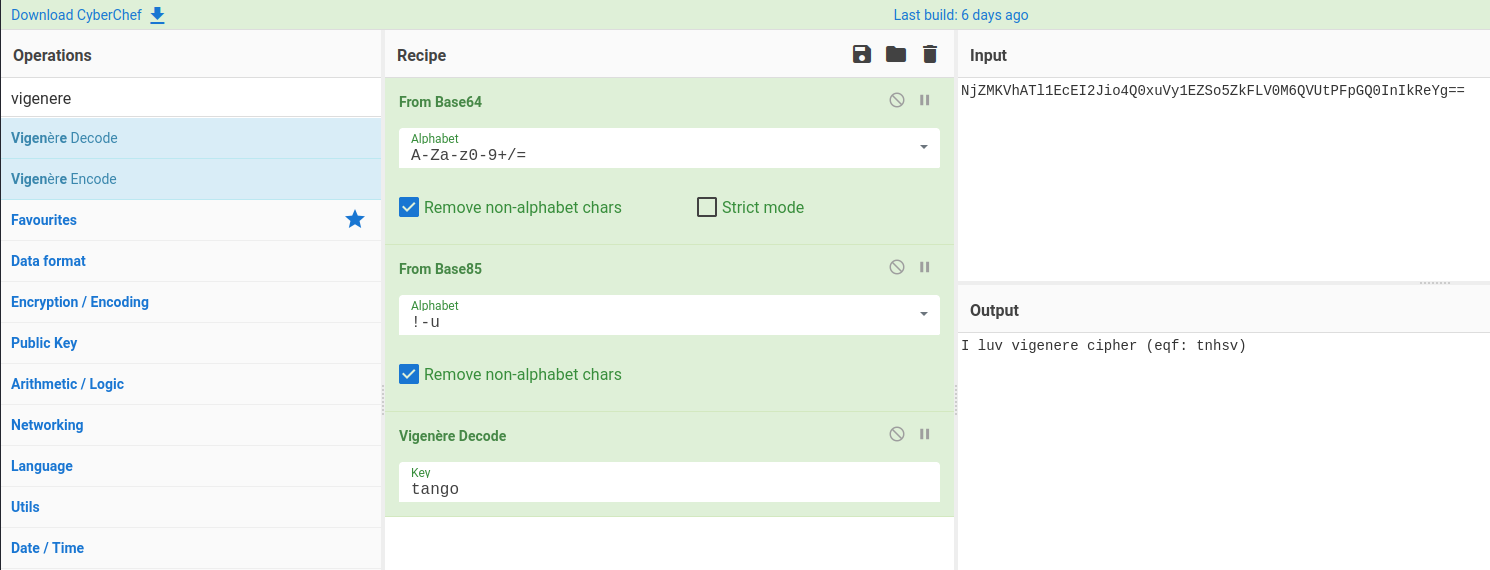 Download CyberChef
Last build: 6 days ago
Operations
vigenere
Vigenère Decode
Vigenère Encode
Favourites
Data format
Encryption / Encoding
Public Key
Arithmetic / Logic
Networking
Language
Utils
Date / Time
Recipe
From Base64
Alphabet
A-Za-z0-9+/=
Remove non-alphabet chars
Strict mode
From Base85
Alphabet
!-u
Remove non-alphabet chars
Vigenère Decode
Key
tango
Input
NjZMKVhATl1EcEI2Jio4Q0xuVy1EZSo5ZkFLV0M6QVUtPFpGQ0InIkReYg==
Output
I luv vigenere cipher (eqf: tnhsv)